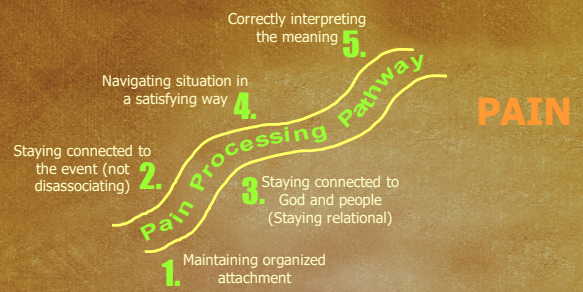 Correctly interpreting
the meaning 5.
Navigating situation in
a satisfying way 4.
PAIN
Pain Processing Pathway
Staying connected to
the event (not
disassociating) 2.
3. Staying connected to
God and people
(Staying relational)
1. Maintaining organized
attachment